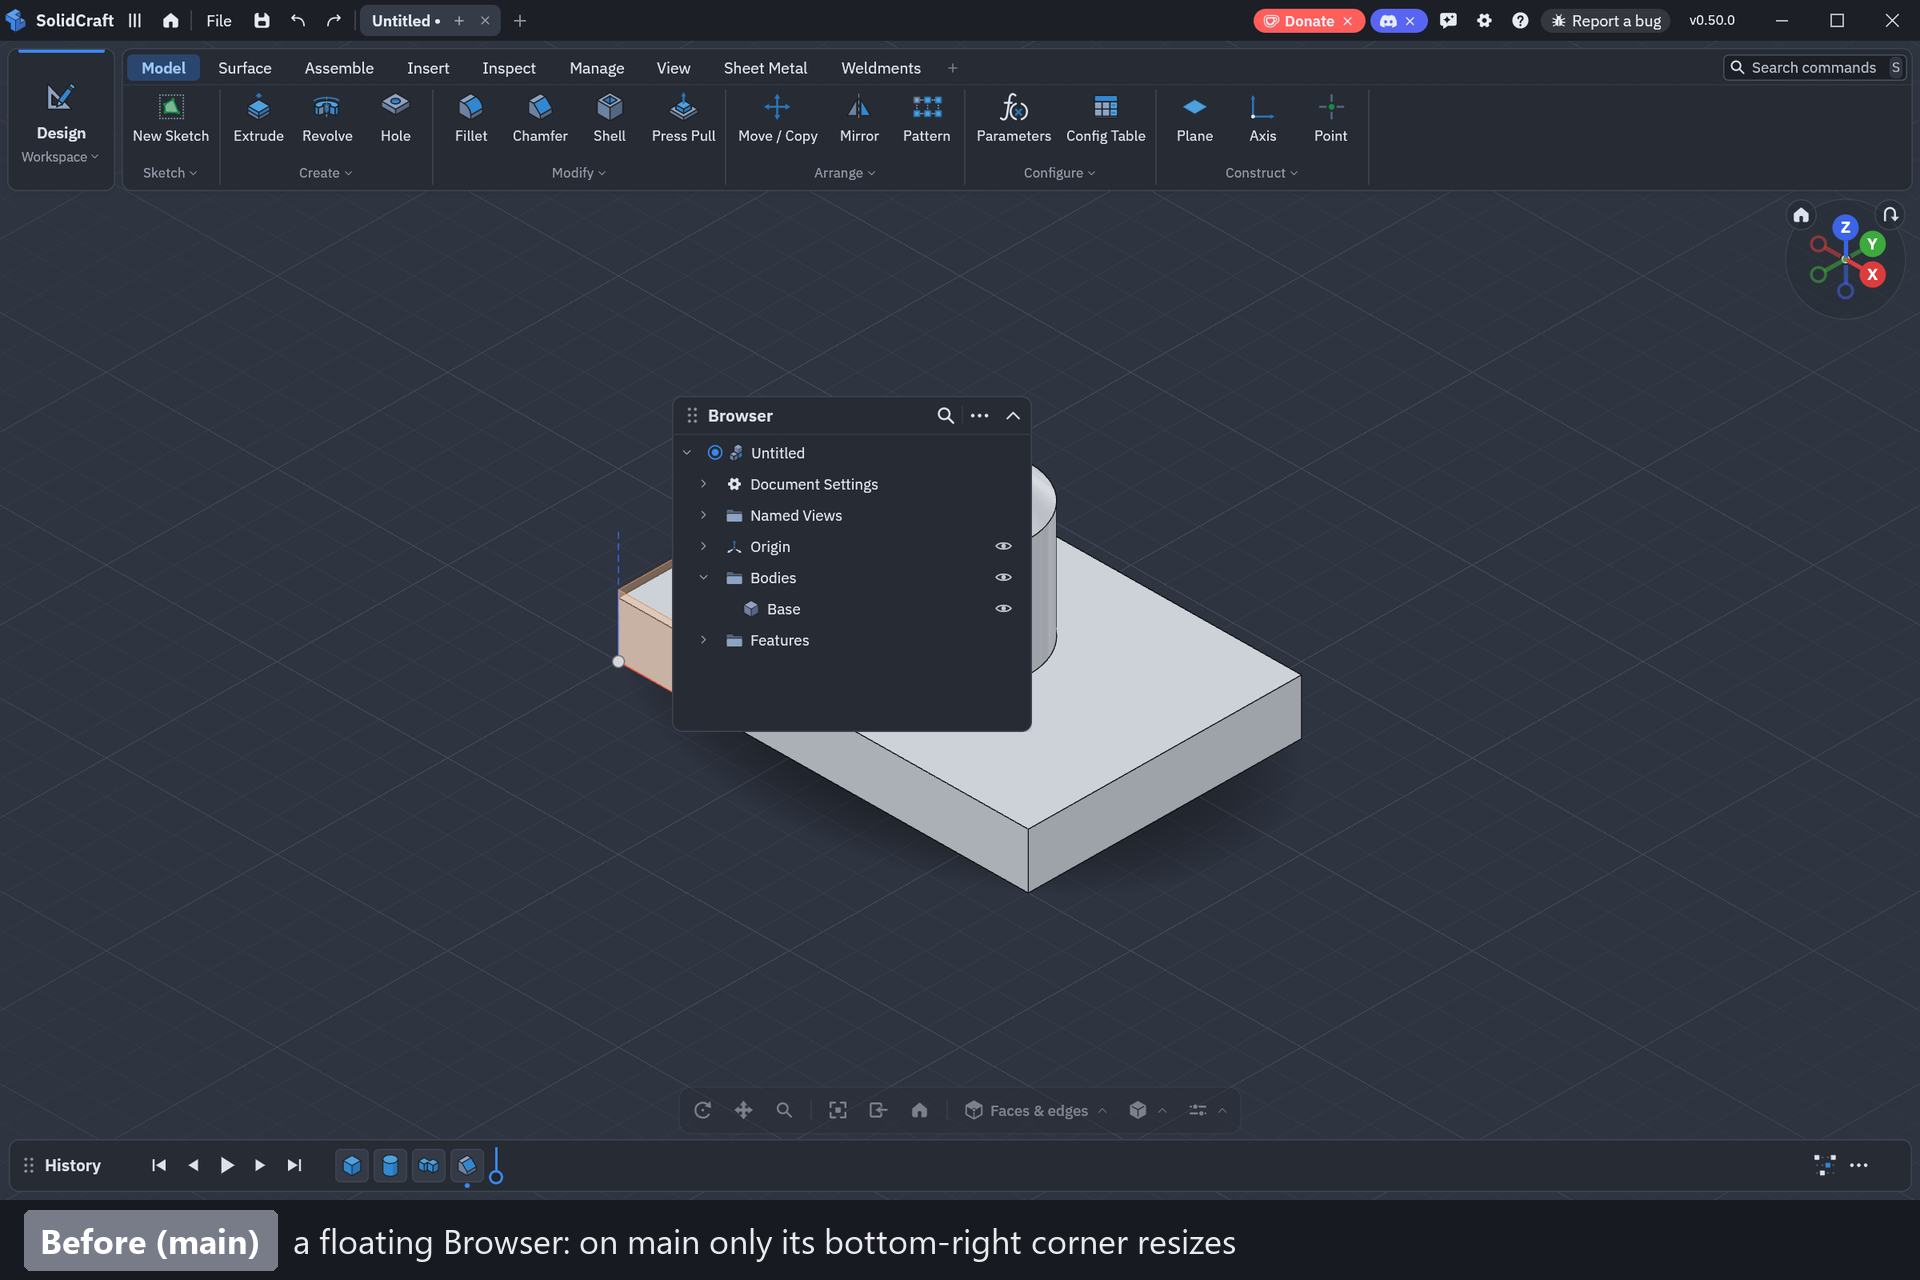 SolidCraft File Untitled • + × + Donate × × Report a bug v0.50.0
Model Surface Assemble Insert Inspect Manage View Sheet Metal Weldments + Search commands S
Design
Workspace
New Sketch Extrude Revolve Hole Fillet Chamfer Shell Press Pull Move / Copy Mirror Pattern Parameters Config Table Plane Axis Point
Sketch Create Modify Arrange Configure Construct
Z
Y
X
Browser
Untitled
Document Settings
Named Views
Origin
Bodies
Base
Features
Faces & edges
History
Before (main) a floating Browser: on main only its bottom-right corner resizes